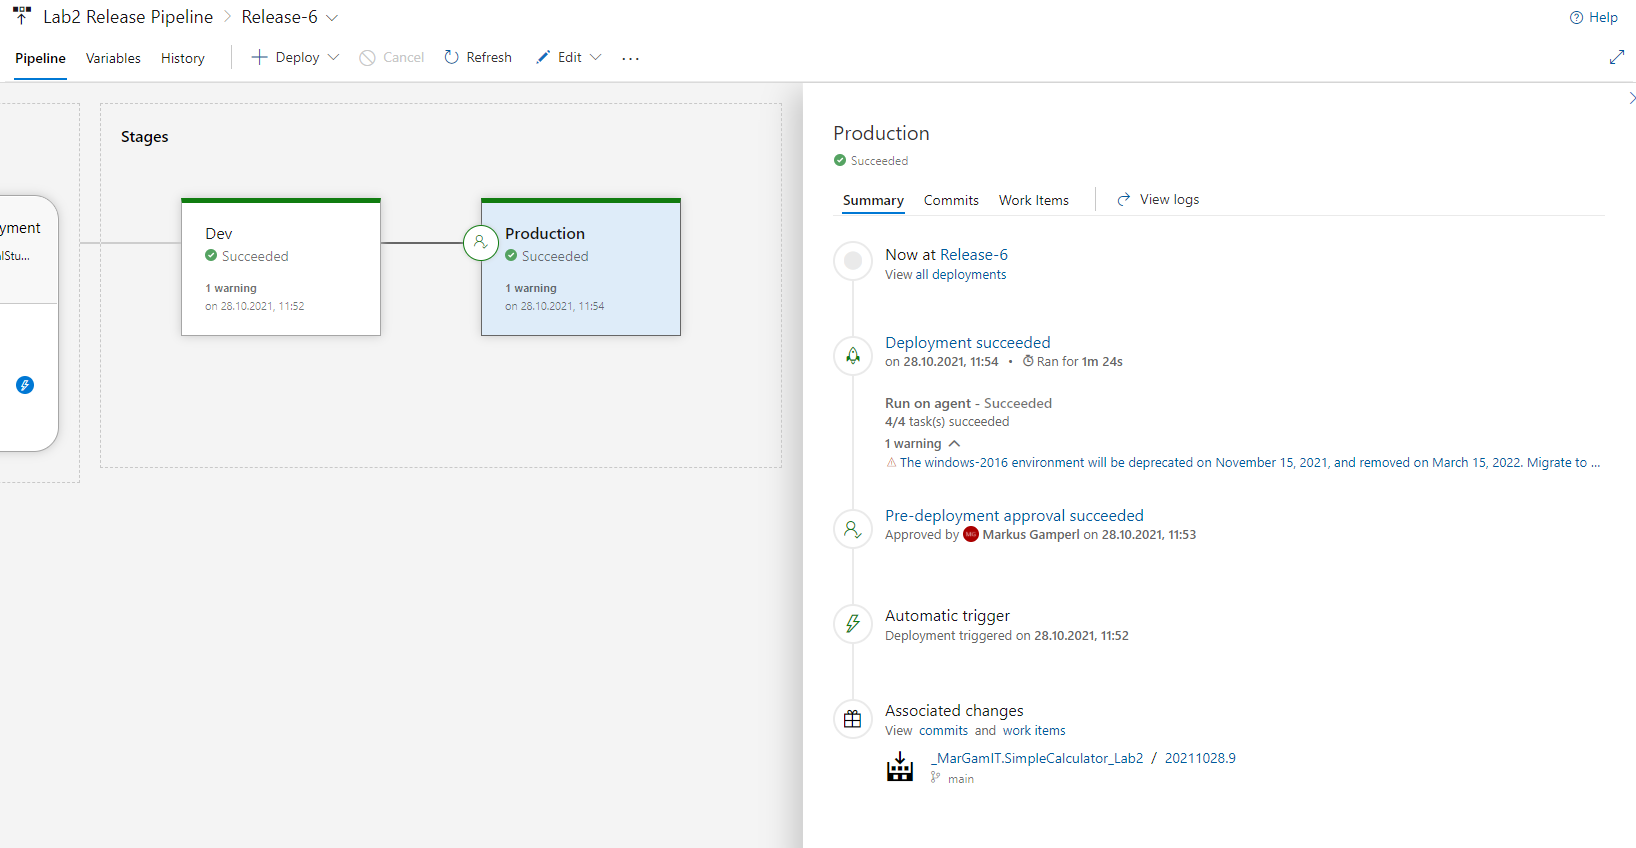 Lab2 Release Pipeline > Release-6
Help
Pipeline Variables History Deploy Cancel Refresh Edit ...
Stages
yment
lStu...
Dev
Succeeded
1 warning
on 28.10.2021, 11:52
Production
Succeeded
1 warning
on 28.10.2021, 11:54
Production
Succeeded
Summary Commits Work Items View logs
Now at Release-6
View all deployments
Deployment succeeded
on 28.10.2021, 11:54 • Ran for 1m 24s
Run on agent - Succeeded
4/4 task(s) succeeded
1 warning
The windows-2016 environment will be deprecated on November 15, 2021, and removed on March 15, 2022. Migrate to ...
Pre-deployment approval succeeded
Approved by MG Markus Gamperl on 28.10.2021, 11:53
Automatic trigger
Deployment triggered on 28.10.2021, 11:52
Associated changes
View commits and work items
_MarGamIT.SimpleCalculator_Lab2 / 20211028.9
main